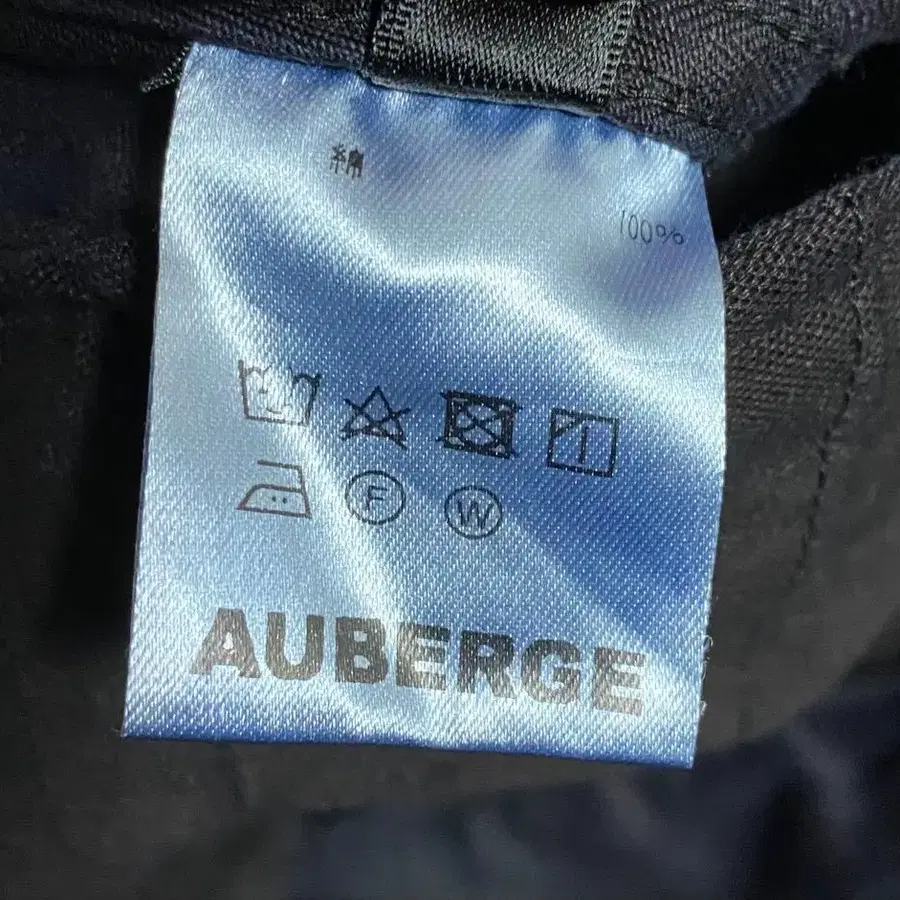 綿 100%
F W
AUBERGE